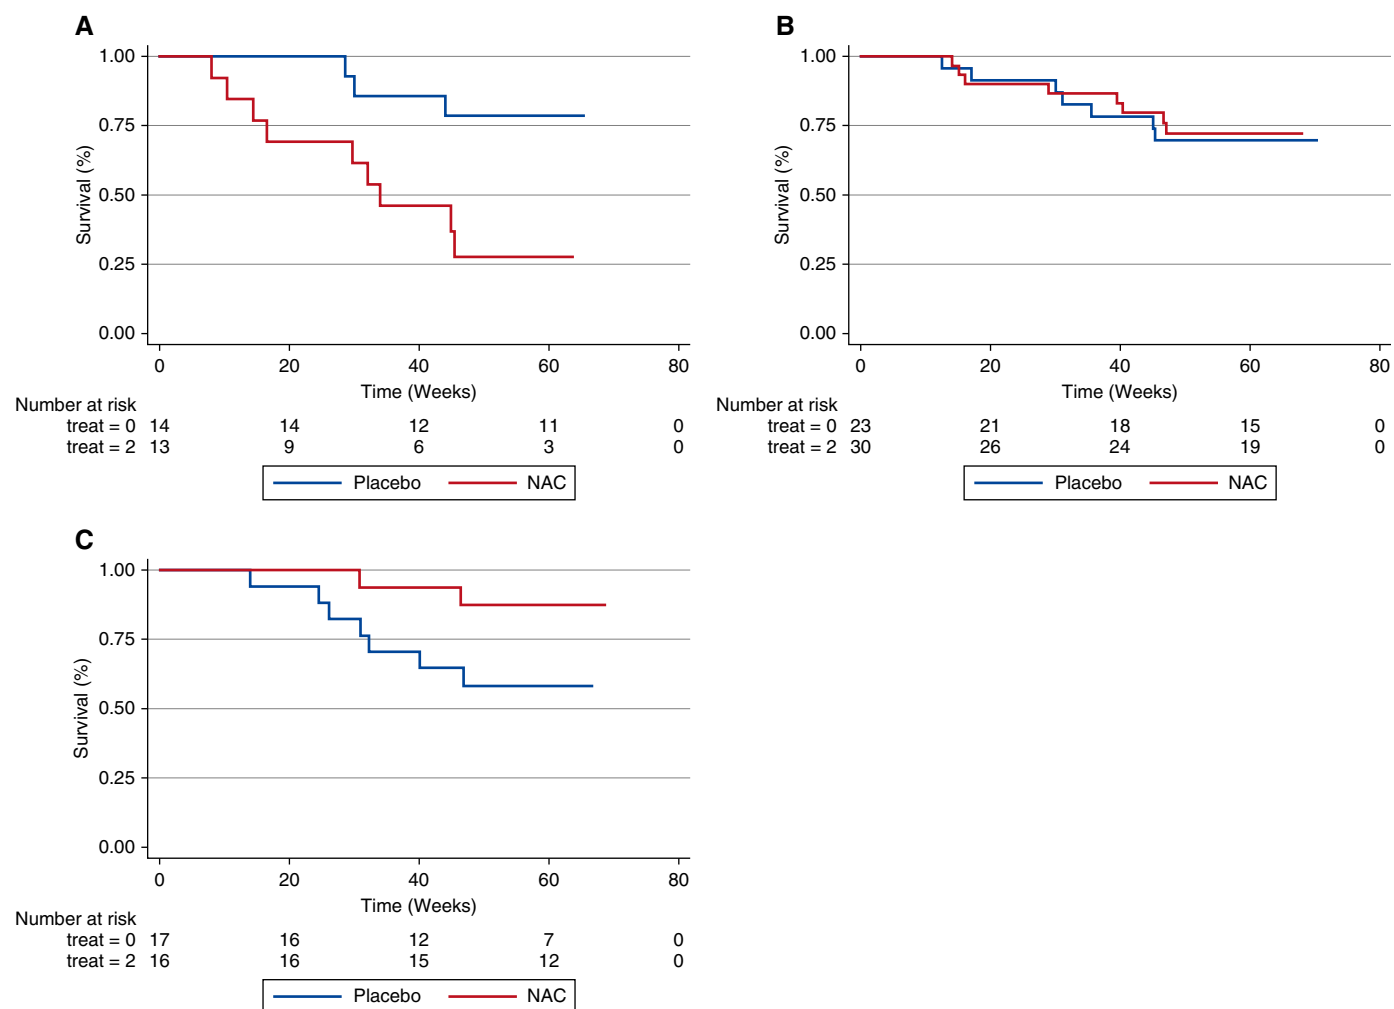 A
1.00
0.75
0.50
0.25
0.00
Survival (%)
0 20 40 60 80
Time (Weeks)
Number at risk
treat = 0 14 14 12 11 0
treat = 2 13 9 6 3 0
Placebo NAC
B
1.00
0.75
0.50
0.25
0.00
Survival (%)
0 20 40 60 80
Time (Weeks)
Number at risk
treat = 0 23 21 18 15 0
treat = 2 30 26 24 19 0
Placebo NAC
C
1.00
0.75
0.50
0.25
0.00
Survival (%)
0 20 40 60 80
Time (Weeks)
Number at risk
treat = 0 17 16 12 7 0
treat = 2 16 16 15 12 0
Placebo NAC